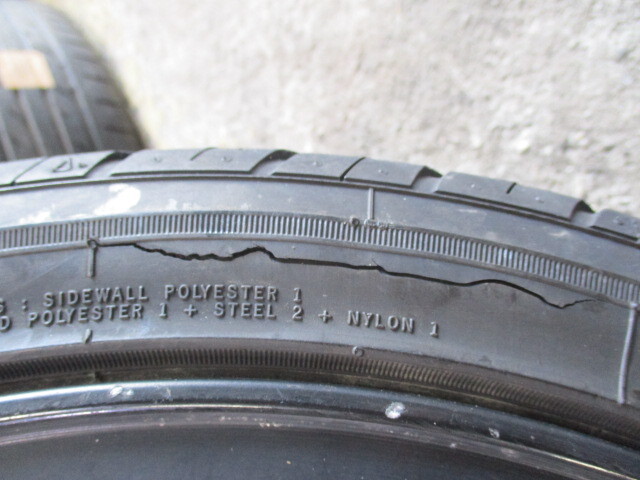 : SIDEWALL POLYESTER 1
POLYESTER 1 + STEEL 2 + NYLON 1